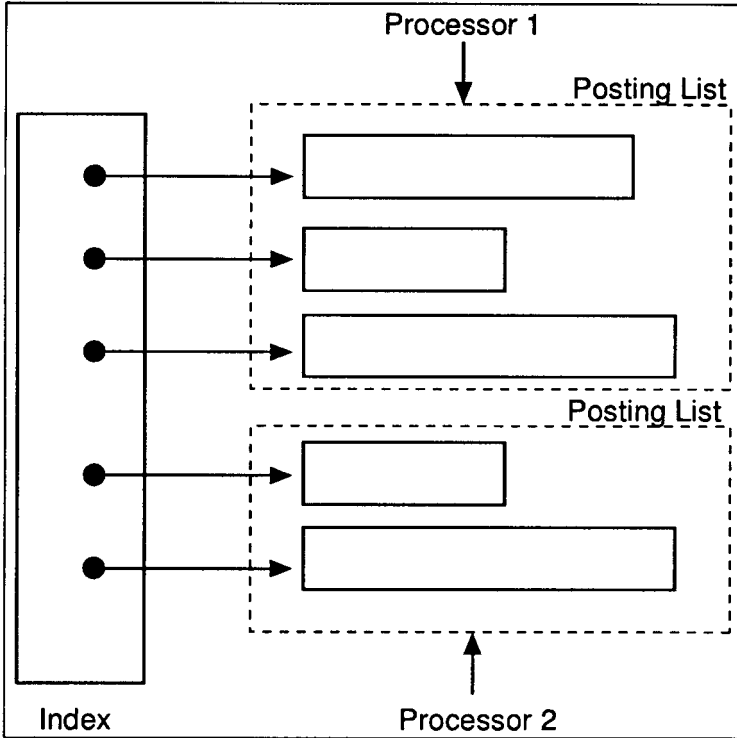 Processor 1
Posting List
Posting List
Index
Processor 2